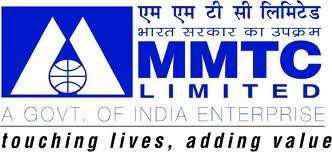 एम एम टी सी लिमिटेड
भारत सरकार का उपक्रम
MMTC
LIMITED
A GOVT. OF INDIA ENTERPRISE
touching lives, adding value